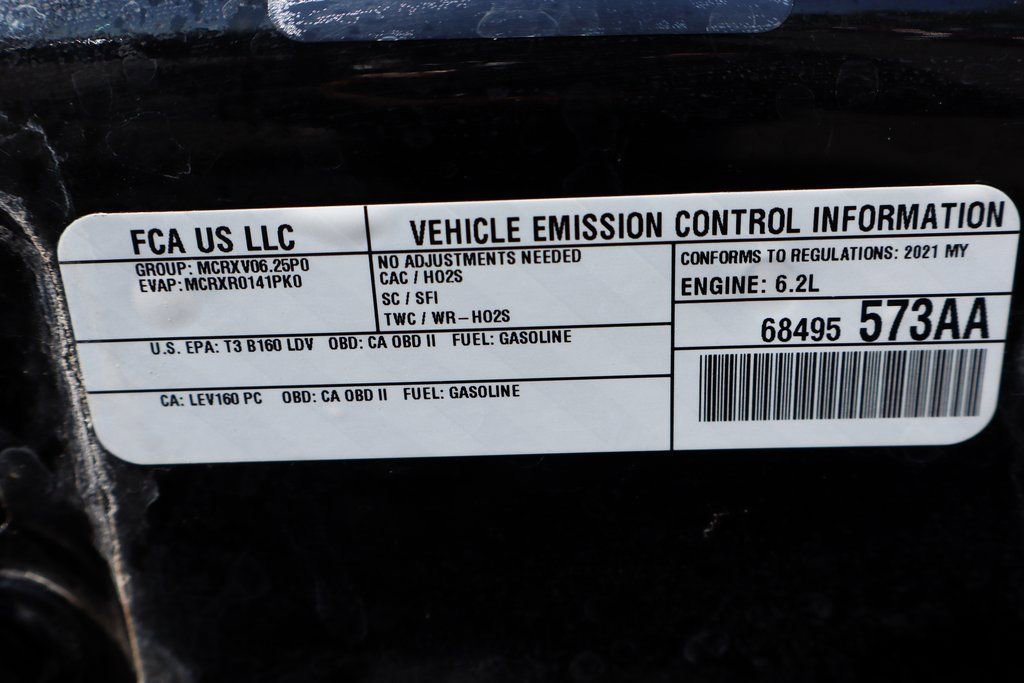 FCA US LLC
GROUP: MCRXV06.25P0
EVAP: MCRXR0141PK0
VEHICLE EMISSION CONTROL INFORMATION
NO ADJUSTMENTS NEEDED
CAC / HO2S
SC / SFI
TWC / WR-HO2S
CONFORMS TO REGULATIONS: 2021 MY
ENGINE: 6.2L
68495 573AA
U.S. EPA: T3 B160 LDV OBD: CA OBD II FUEL: GASOLINE
CA: LEV160 PC OBD: CA OBD II FUEL: GASOLINE